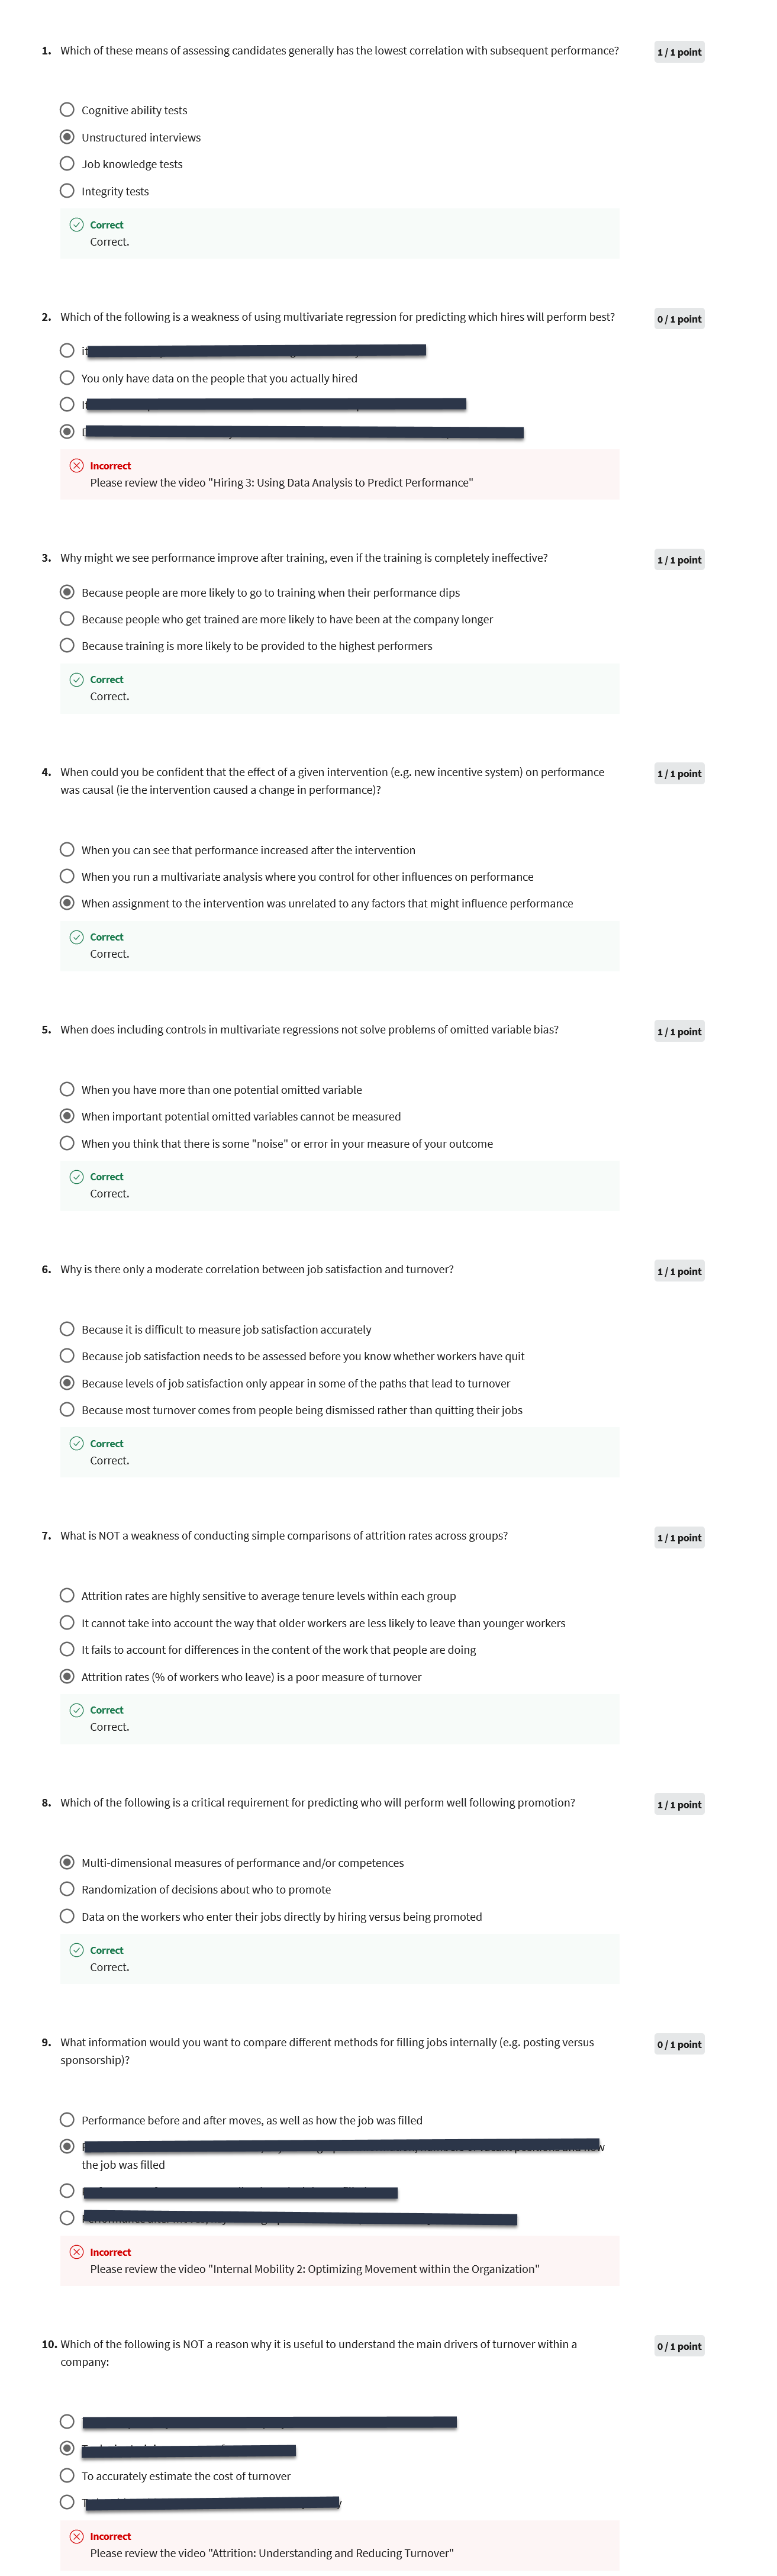 1. Which of these means of assessing candidates generally has the lowest correlation with subsequent performance?
1 / 1 point
Cognitive ability tests
Unstructured interviews
Job knowledge tests
Integrity tests
Correct
Correct.
2. Which of the following is a weakness of using multivariate regression for predicting which hires will perform best?
0 / 1 point
You only have data on the people that you actually hired
Incorrect
Please review the video "Hiring 3: Using Data Analysis to Predict Performance"
3. Why might we see performance improve after training, even if the training is completely ineffective?
1 / 1 point
Because people are more likely to go to training when their performance dips
Because people who get trained are more likely to have been at the company longer
Because training is more likely to be provided to the highest performers
Correct
Correct.
4. When could you be confident that the effect of a given intervention (e.g. new incentive system) on performance
was causal (ie the intervention caused a change in performance)?
1 / 1 point
When you can see that performance increased after the intervention
When you run a multivariate analysis where you control for other influences on performance
When assignment to the intervention was unrelated to any factors that might influence performance
Correct
Correct.
5. When does including controls in multivariate regressions not solve problems of omitted variable bias?
1 / 1 point
When you have more than one potential omitted variable
When important potential omitted variables cannot be measured
When you think that there is some "noise" or error in your measure of your outcome
Correct
Correct.
6. Why is there only a moderate correlation between job satisfaction and turnover?
1 / 1 point
Because it is difficult to measure job satisfaction accurately
Because job satisfaction needs to be assessed before you know whether workers have quit
Because levels of job satisfaction only appear in some of the paths that lead to turnover
Because most turnover comes from people being dismissed rather than quitting their jobs
Correct
Correct.
7. What is NOT a weakness of conducting simple comparisons of attrition rates across groups?
1 / 1 point
Attrition rates are highly sensitive to average tenure levels within each group
It cannot take into account the way that older workers are less likely to leave than younger workers
It fails to account for differences in the content of the work that people are doing
Attrition rates (% of workers who leave) is a poor measure of turnover
Correct
Correct.
8. Which of the following is a critical requirement for predicting who will perform well following promotion?
1 / 1 point
Multi-dimensional measures of performance and/or competences
Randomization of decisions about who to promote
Data on the workers who enter their jobs directly by hiring versus being promoted
Correct
Correct.
9. What information would you want to compare different methods for filling jobs internally (e.g. posting versus
sponsorship)?
0 / 1 point
Performance before and after moves, as well as how the job was filled
the job was filled
Incorrect
Please review the video "Internal Mobility 2: Optimizing Movement within the Organization"
10. Which of the following is NOT a reason why it is useful to understand the main drivers of turnover within a
company:
0 / 1 point
To accurately estimate the cost of turnover
Incorrect
Please review the video "Attrition: Understanding and Reducing Turnover"